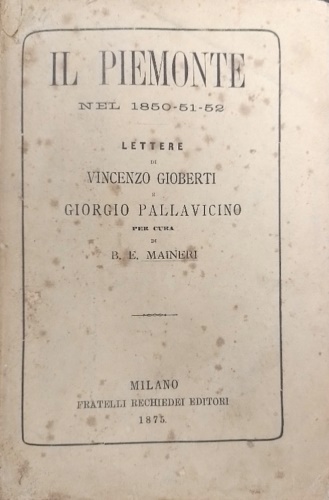 IL PIEMONTE
NEL 1850-51-52
LETTERE
DI
VINCENZO GIOBERTI
E
GIORGIO PALLAVICINO
PER CURA
DI
B. E. MAINERI
MILANO
FRATELLI RECHIEDEI EDITORI
1875.